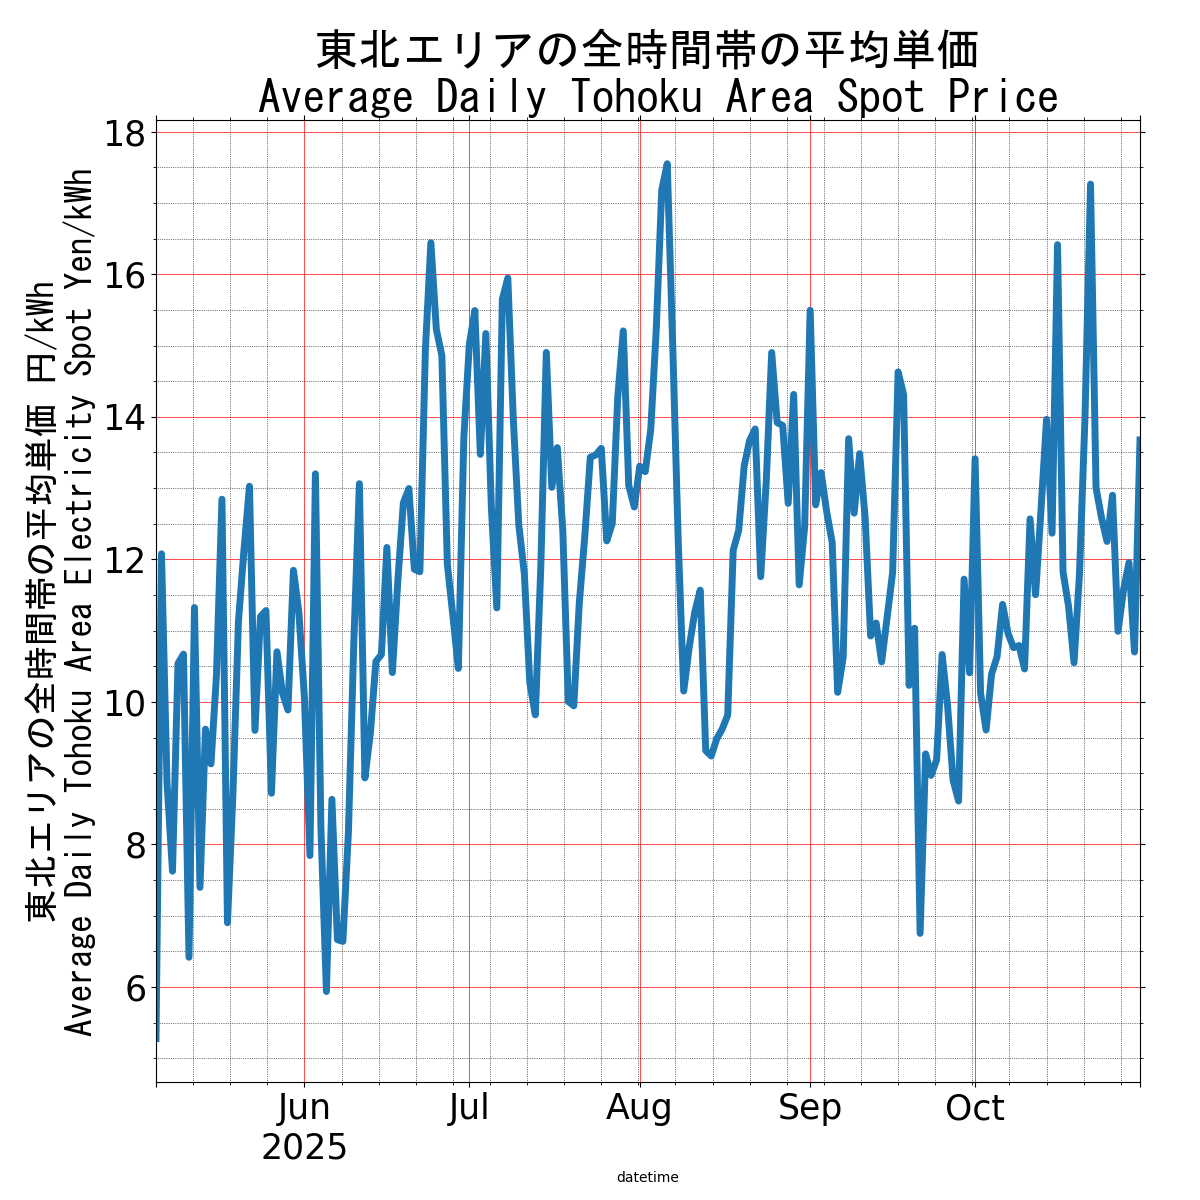 東北エリアの全時間帯の平均単価
Average Daily Tohoku Area Spot Price
東北エリアの全時間帯の平均単価 円/kWh
Average Daily Tohoku Area Electricity Spot Yen/kWh
18
16
14
12
10
8
6
Jun
2025
Jul
Aug
Sep
Oct
datetime